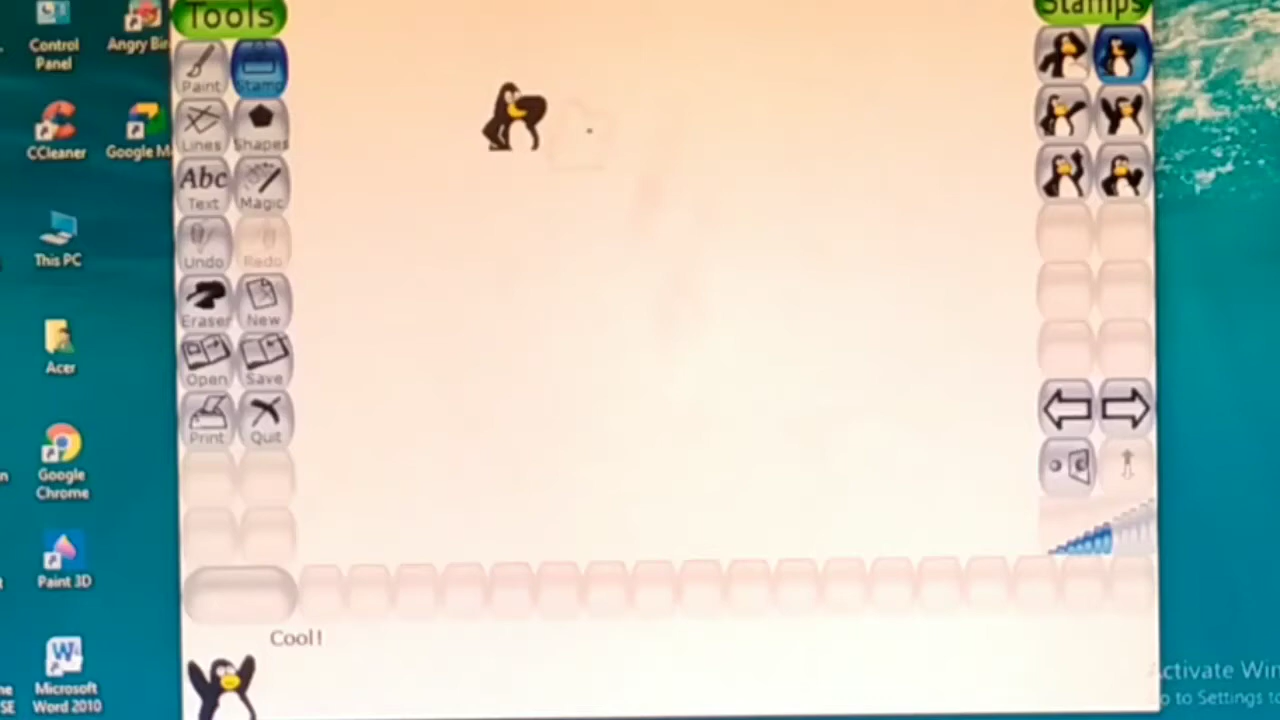 Tools
Stamps
Control Panel
Angry Bir
CCleaner
Google M
This PC
Acer
Google Chrome
Paint 3D
Microsoft Word 2010
SE
Paint
Stamp
Lines
Shapes
Abc
Text
Magic
Undo
Redo
Eraser
New
Open
Save
Print
Quit
Cool!
Activate Win
to Settings to